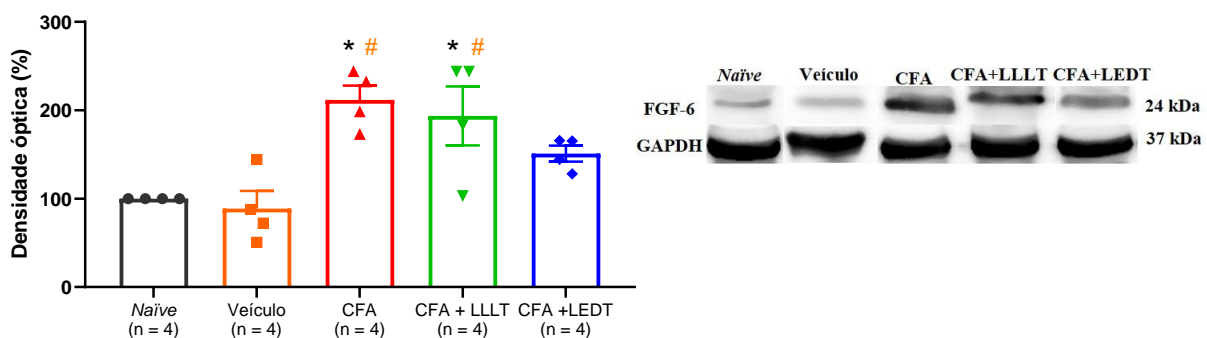 Densidade óptica (%)
300
200
100
0
* #
* #
Naïve
(n = 4)
Veículo
(n = 4)
CFA
(n = 4)
CFA + LLLT
(n = 4)
CFA +LEDT
(n = 4)
Naïve Veículo CFA CFA+LLLT CFA+LEDT
FGF-6 24 kDa
GAPDH 37 kDa